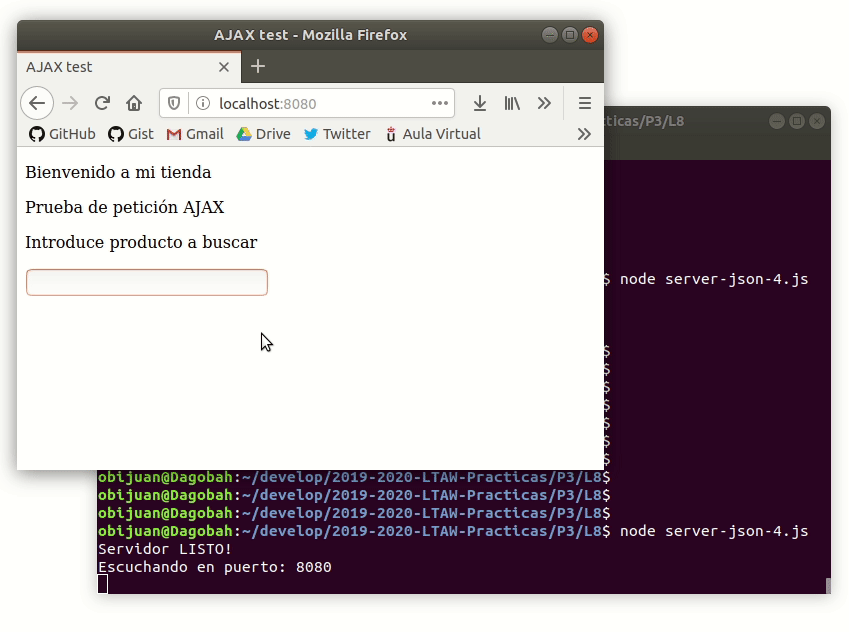 AJAX test - Mozilla Firefox
AJAX test
localhost:8080
GitHub Gist Gmail Drive Twitter Aula Virtual
Bienvenido a mi tienda
Prueba de petición AJAX
Introduce producto a buscar
ticas/P3/L8
$ node server-json-4.js
$
$
$
$
$
$
$
obijuan@Dagobah:~/develop/2019-2020-LTAW-Practicas/P3/L8$
obijuan@Dagobah:~/develop/2019-2020-LTAW-Practicas/P3/L8$
obijuan@Dagobah:~/develop/2019-2020-LTAW-Practicas/P3/L8$
obijuan@Dagobah:~/develop/2019-2020-LTAW-Practicas/P3/L8$ node server-json-4.js
Servidor LISTO!
Escuchando en puerto: 8080